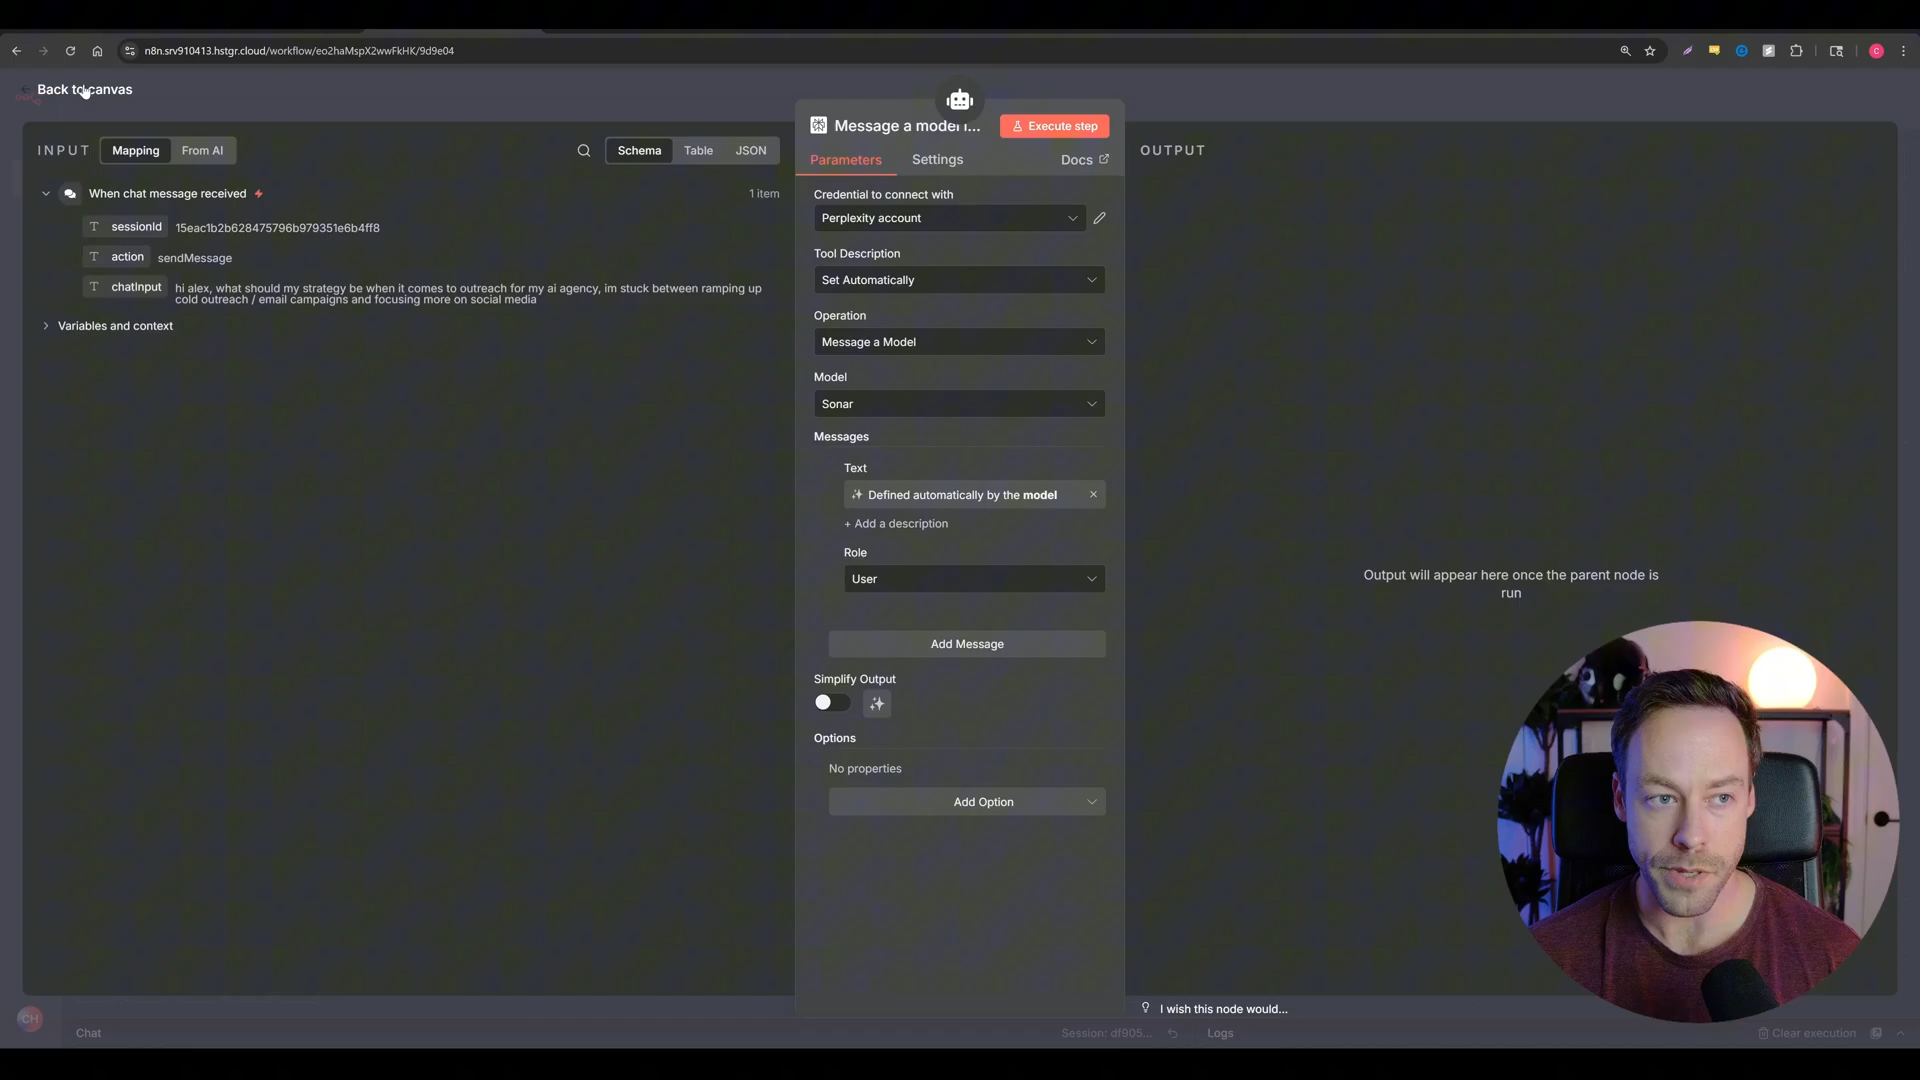 n8n.srv910413.hstgr.cloud/workflow/eo2haMspX2wwFkHK/9d9e04
Back to canvas
INPUT
Mapping
From AI
Schema
Table
JSON
When chat message received
1 item
T sessionId 15eac1b2b628475796b979351e6b4ff8
T action sendMessage
T chatInput hi alex, what should my strategy be when it comes to outreach for my ai agency, im stuck between ramping up
cold outreach / email campaigns and focusing more on social media
Variables and context
Message a model i...
Execute step
Parameters
Settings
Docs
Credential to connect with
Perplexity account
Tool Description
Set Automatically
Operation
Message a Model
Model
Sonar
Messages
Text
Defined automatically by the model
+ Add a description
Role
User
Add Message
Simplify Output
Options
No properties
Add Option
OUTPUT
Output will appear here once the parent node is
run
I wish this node would...
C
CH
Chat
Session: df905...
Logs
Clear execution